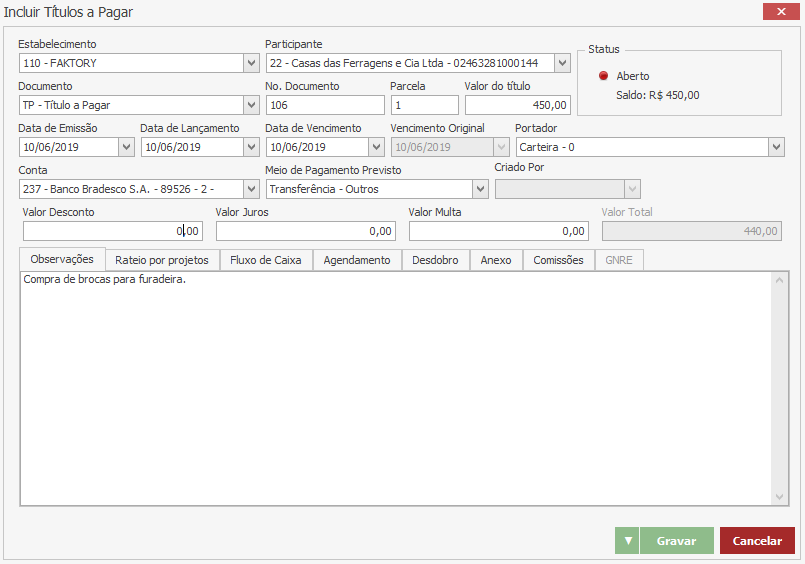 Incluir Títulos a Pagar
Estabelecimento
Participante
110 - FAKTORY
22 - Casas das Ferragens e Cia Ltda - 02463281000144
Status
Aberto
Saldo: R$ 450,00
Documento
No. Documento
Parcela
Valor do título
TP - Título a Pagar
106
1
450,00
Data de Emissão
Data de Lançamento
Data de Vencimento
Vencimento Original
Portador
10/06/2019
10/06/2019
10/06/2019
10/06/2019
Carteira - 0
Conta
Meio de Pagamento Previsto
Criado Por
237 - Banco Bradesco S.A. - 89526 - 2 -
Transferência - Outros
Valor Desconto
Valor Juros
Valor Multa
Valor Total
0,00
0,00
0,00
440,00
Observações
Rateio por projetos
Fluxo de Caixa
Agendamento
Desdobro
Anexo
Comissões
GNRE
Compra de brocas para furadeira.
Gravar
Cancelar